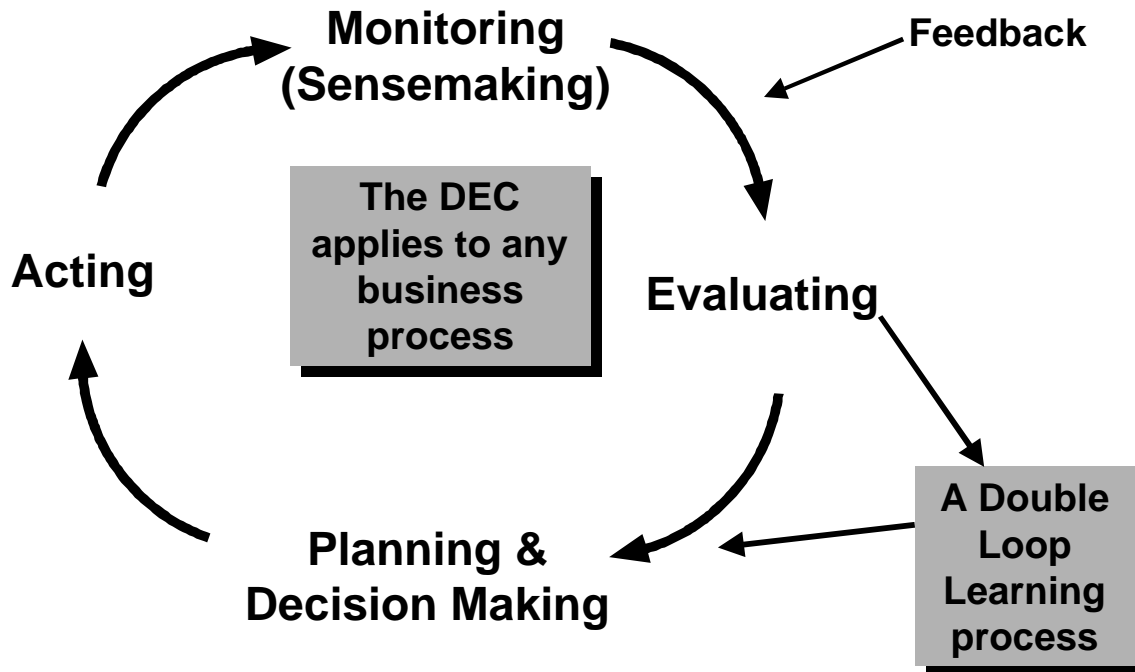 Monitoring
(Sensemaking)
Feedback
The DEC
applies to any
business
process
Acting
Evaluating
Planning &
Decision Making
A Double
Loop
Learning
process